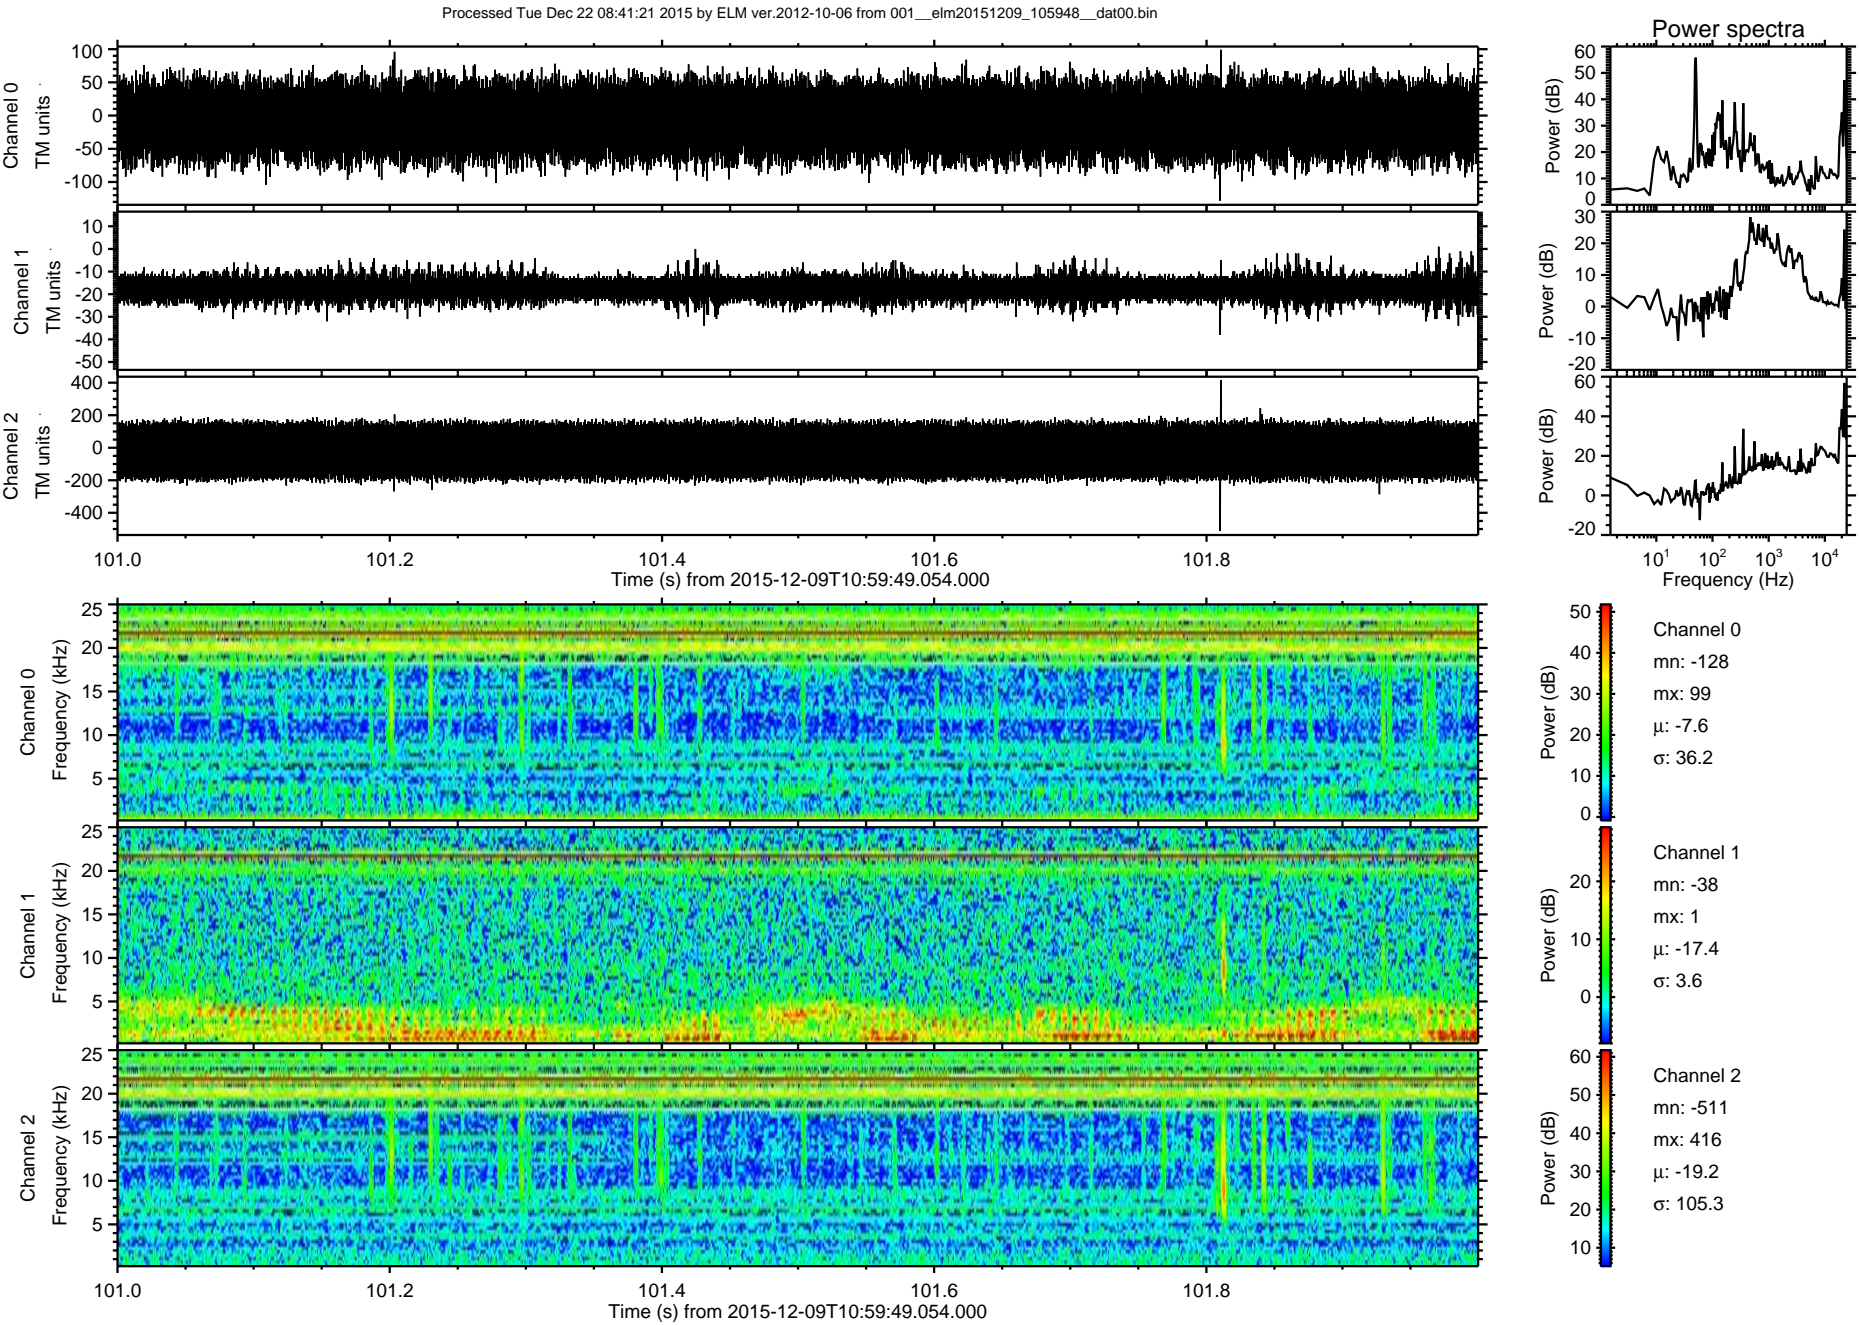 Processed Tue Dec 22 08:41:21 2015 by ELM ver.2012-10-06 from 001__elm20151209_105948__dat00.bin
Power spectra
Channel 0
TM units
100
50
0
-50
-100
Power (dB)
60
50
40
30
20
10
0
Channel 1
TM units
10
0
-10
-20
-30
-40
-50
Power (dB)
30
20
10
0
-10
-20
Channel 2
TM units
400
200
0
-200
-400
Power (dB)
60
40
20
0
-20
101.0 101.2 101.4 101.6 101.8
Time (s) from 2015-12-09T10:59:49.054.000
10¹ 10² 10³ 10⁴
Frequency (Hz)
Channel 0
Frequency (kHz)
25
20
15
10
5
Power (dB)
50
40
30
20
10
0
Channel 0
mn: -128
mx: 99
μ: -7.6
σ: 36.2
Channel 1
Frequency (kHz)
25
20
15
10
5
Power (dB)
20
10
0
Channel 1
mn: -38
mx: 1
μ: -17.4
σ: 3.6
Channel 2
Frequency (kHz)
25
20
15
10
5
Power (dB)
60
50
40
30
20
10
Channel 2
mn: -511
mx: 416
μ: -19.2
σ: 105.3
101.0 101.2 101.4 101.6 101.8
Time (s) from 2015-12-09T10:59:49.054.000